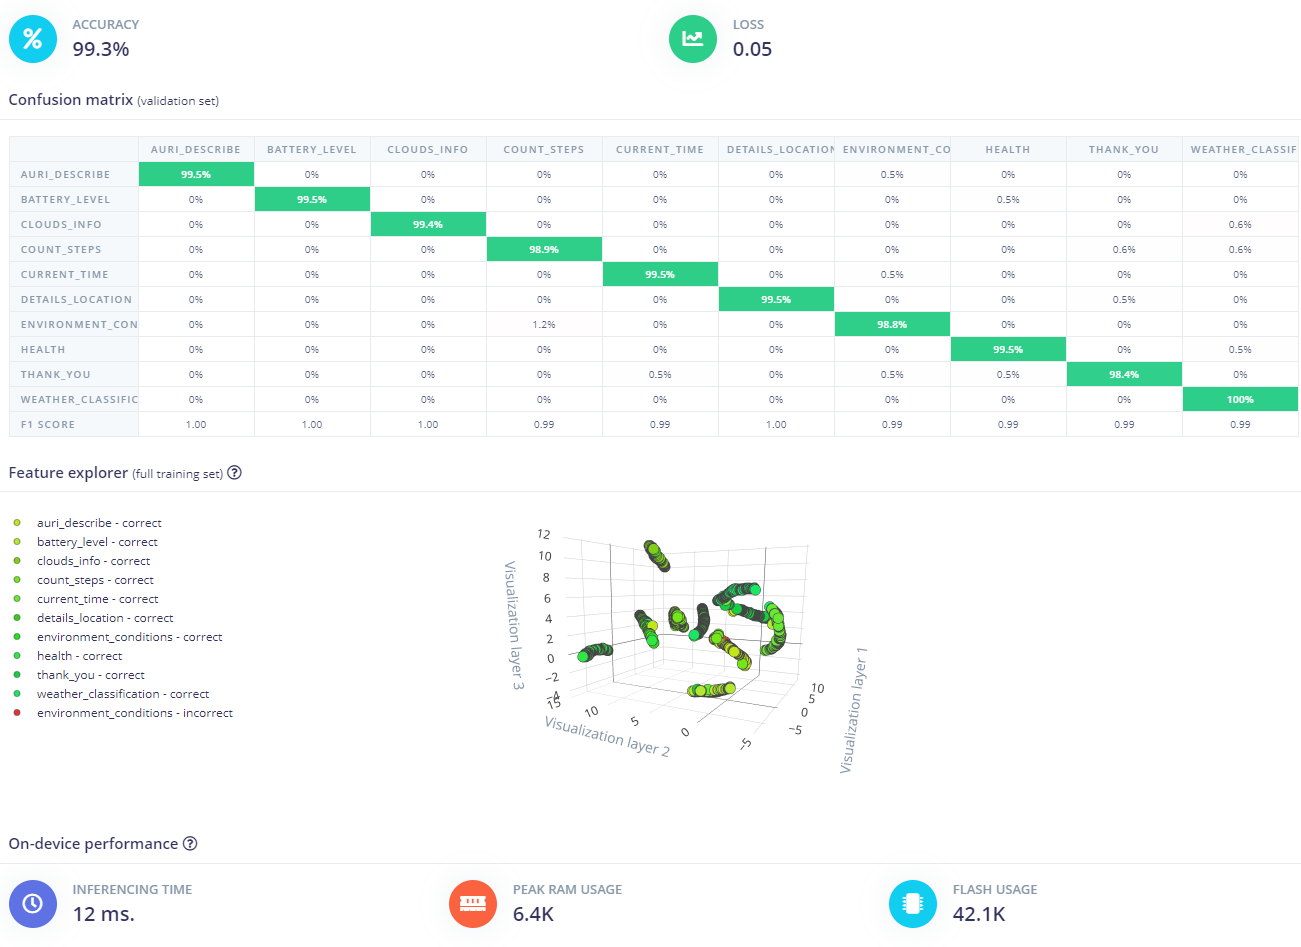 ACCURACY
99.3%
LOSS
0.05
Confusion matrix (validation set)
AURI_DESCRIBE BATTERY_LEVEL CLOUDS_INFO COUNT_STEPS CURRENT_TIME DETAILS_LOCATION ENVIRONMENT_CO HEALTH THANK_YOU WEATHER_CLASSIF
AURI_DESCRIBE 99.5% 0% 0% 0% 0% 0% 0.5% 0% 0% 0%
BATTERY_LEVEL 0% 99.5% 0% 0% 0% 0% 0% 0.5% 0% 0%
CLOUDS_INFO 0% 0% 99.4% 0% 0% 0% 0% 0% 0% 0.6%
COUNT_STEPS 0% 0% 0% 98.9% 0% 0% 0% 0% 0.6% 0.6%
CURRENT_TIME 0% 0% 0% 0% 99.5% 0% 0.5% 0% 0% 0%
DETAILS_LOCATION 0% 0% 0% 0% 0% 99.5% 0% 0% 0.5% 0%
ENVIRONMENT_CON 0% 0% 0% 1.2% 0% 0% 98.8% 0% 0% 0%
HEALTH 0% 0% 0% 0% 0% 0% 0% 99.5% 0% 0.5%
THANK_YOU 0% 0% 0% 0% 0.5% 0% 0.5% 0.5% 98.4% 0%
WEATHER_CLASSIFIC 0% 0% 0% 0% 0% 0% 0% 0% 0% 100%
F1 SCORE 1.00 1.00 1.00 0.99 0.99 1.00 0.99 0.99 0.99 0.99
Feature explorer (full training set) ?
auri_describe - correct
battery_level - correct
clouds_info - correct
count_steps - correct
current_time - correct
details_location - correct
environment_conditions - correct
health - correct
thank_you - correct
weather_classification - correct
environment_conditions - incorrect
12
10
8
6
4
2
0
−2
−4
Visualization layer 3
15
10
5
0
Visualization layer 2
10
5
0
−5
−5
Visualization layer 1
On-device performance ?
INFERENCING TIME
12 ms.
PEAK RAM USAGE
6.4K
FLASH USAGE
42.1K